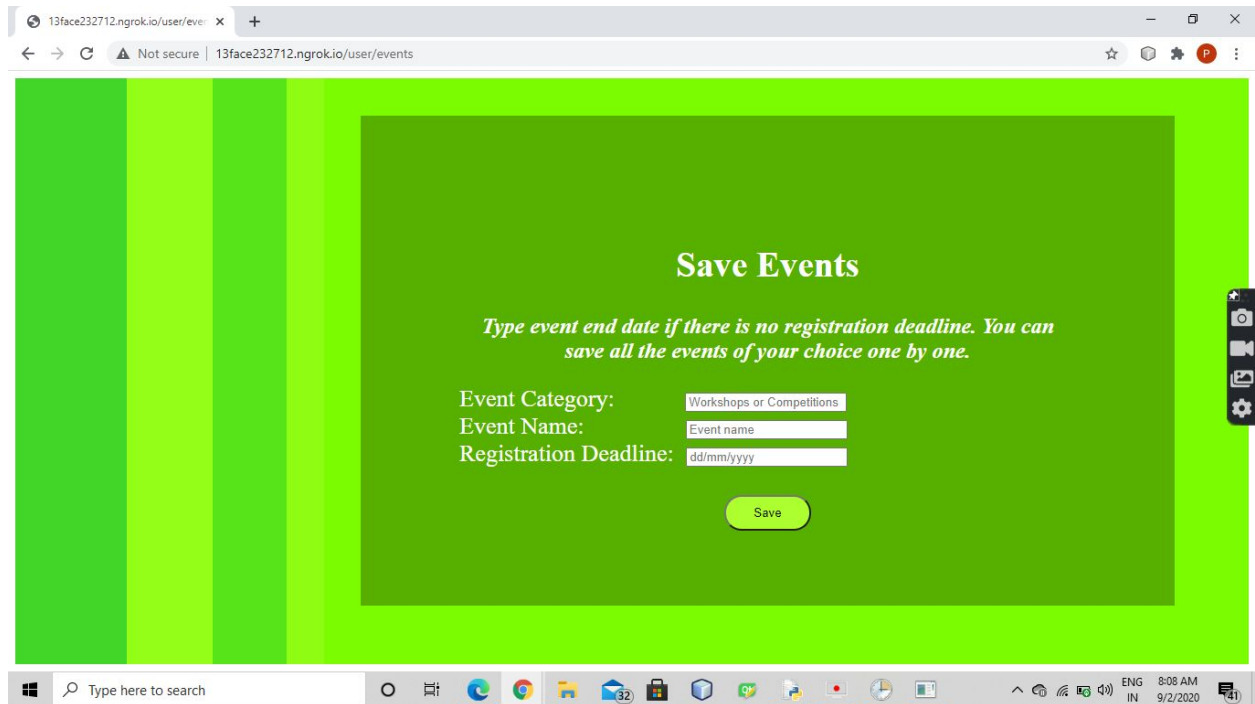 13face232712.ngrok.io/user/ever
Not secure | 13face232712.ngrok.io/user/events
P
Save Events
Type event end date if there is no registration deadline. You can
save all the events of your choice one by one.
Event Category: Workshops or Competitions
Event Name: Event name
Registration Deadline: dd/mm/yyyy
Save
Type here to search
32
ENG
IN
8:08 AM
9/2/2020
41